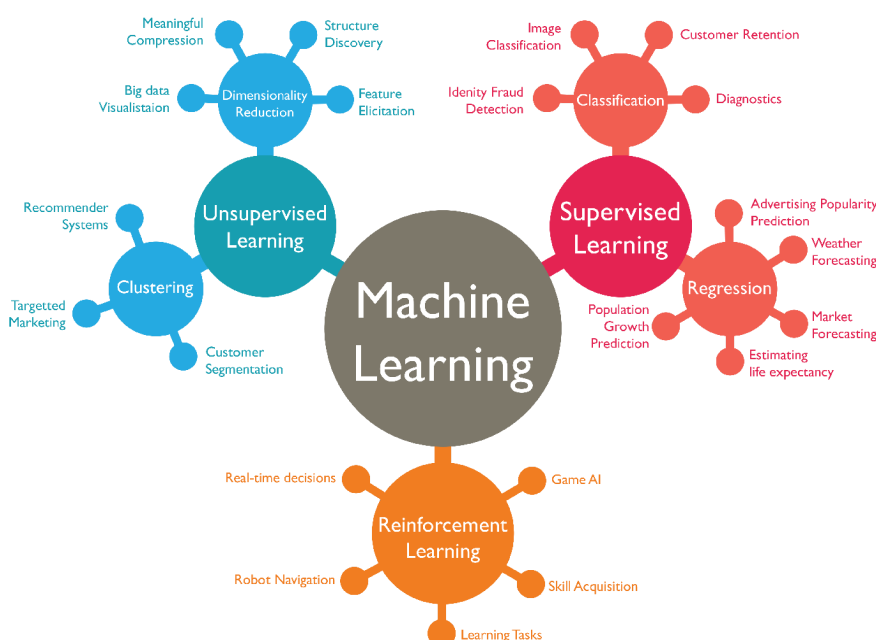 Meaningful
Compression
Structure
Discovery
Big data
Visualistaion
Dimensionality
Reduction
Feature
Elicitation
Image
Classification
Customer Retention
Idenity Fraud
Detection
Classification
Diagnostics
Recommender
Systems
Unsupervised
Learning
Clustering
Targetted
Marketing
Customer
Segmentation
Supervised
Learning
Advertising Popularity
Prediction
Weather
Forecasting
Regression
Population
Growth
Prediction
Market
Forecasting
Estimating
life expectancy
Machine
Learning
Real-time decisions
Game AI
Reinforcement
Learning
Robot Navigation
Skill Acquisition
Learning Tasks